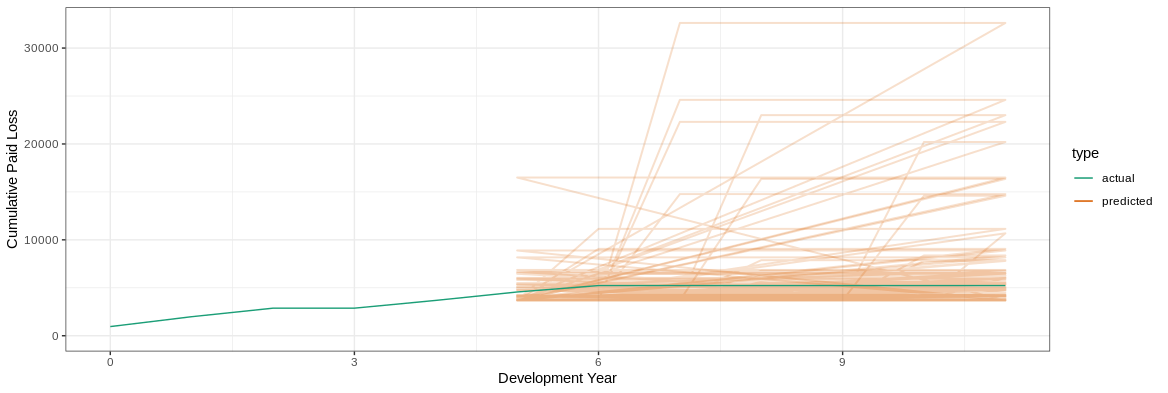 30000
20000
10000
0
Cumulative Paid Loss
0 3 6 9
Development Year
type
actual
predicted